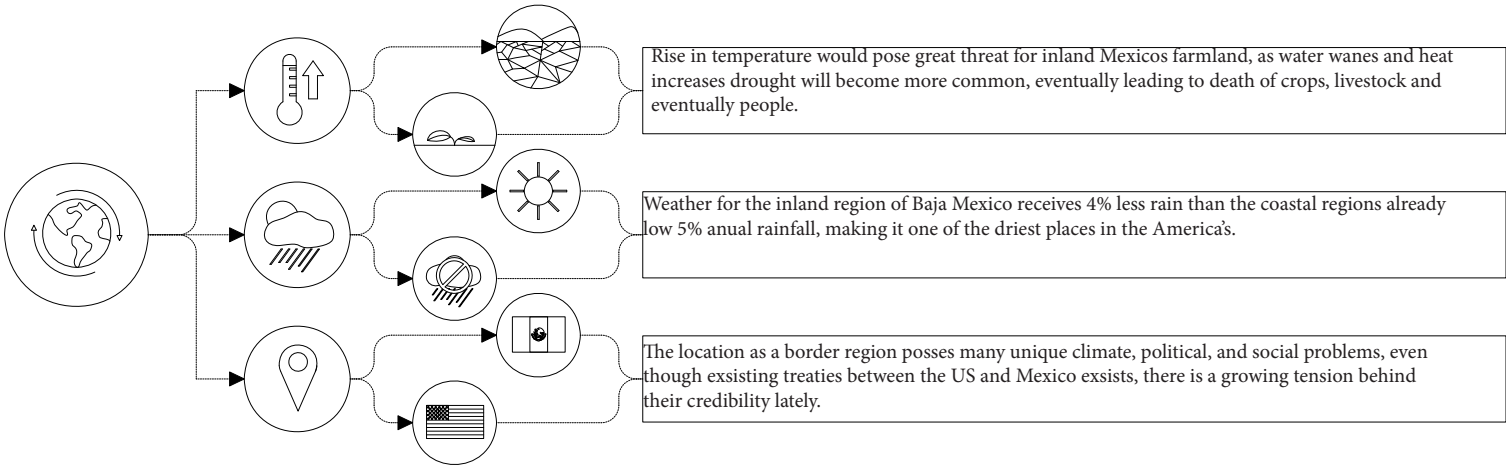 Rise in temperature would pose great threat for inland Mexicos farmland, as water wanes and heat
increases drought will become more common, eventually leading to death of crops, livestock and
eventually people.
Weather for the inland region of Baja Mexico receives 4% less rain than the coastal regions already
low 5% anual rainfall, making it one of the driest places in the America's.
The location as a border region posses many unique climate, political, and social problems, even
though exsisting treaties between the US and Mexico exsists, there is a growing tension behind
their credibility lately.